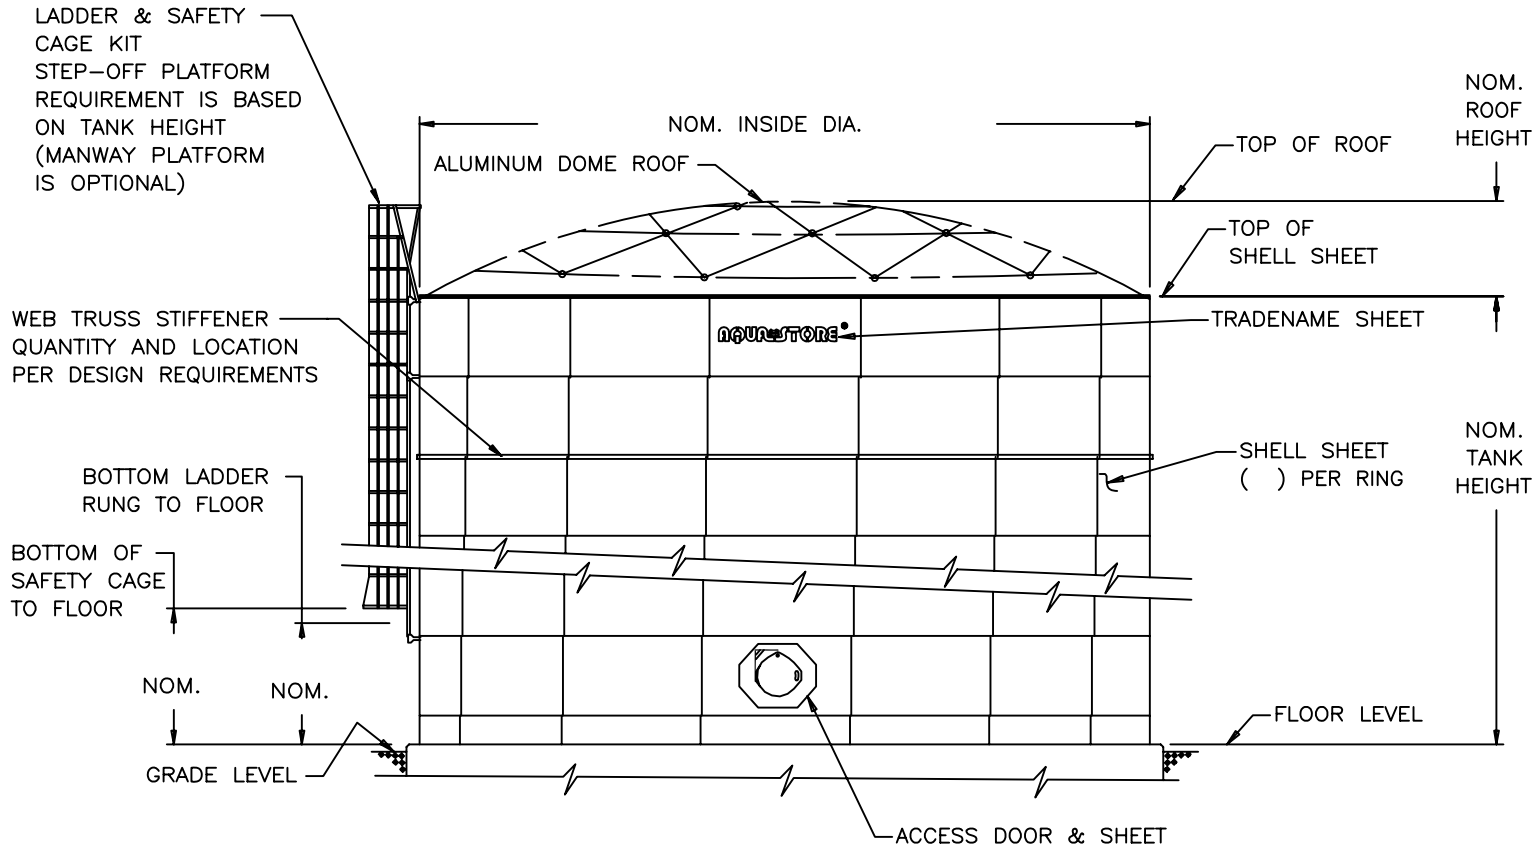 LADDER & SAFETY
CAGE KIT
STEP-OFF PLATFORM
REQUIREMENT IS BASED
ON TANK HEIGHT
(MANWAY PLATFORM
IS OPTIONAL)
NOM. INSIDE DIA.
ALUMINUM DOME ROOF
TOP OF ROOF
NOM.
ROOF
HEIGHT
TOP OF
SHELL SHEET
WEB TRUSS STIFFENER
QUANTITY AND LOCATION
PER DESIGN REQUIREMENTS
AQUASTORE
TRADENAME SHEET
SHELL SHEET
( ) PER RING
NOM.
TANK
HEIGHT
BOTTOM LADDER
RUNG TO FLOOR
BOTTOM OF
SAFETY CAGE
TO FLOOR
NOM.
NOM.
FLOOR LEVEL
GRADE LEVEL
ACCESS DOOR & SHEET